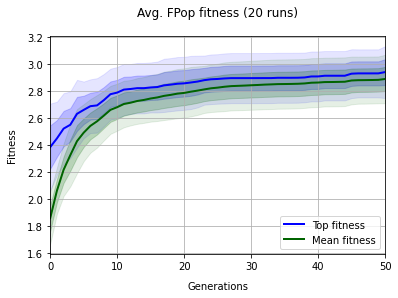 Avg. FPop fitness (20 runs)
3.2
3.0
2.8
2.6
2.4
2.2
2.0
1.8
1.6
Fitness
0 10 20 30 40 50
Generations
Top fitness
Mean fitness